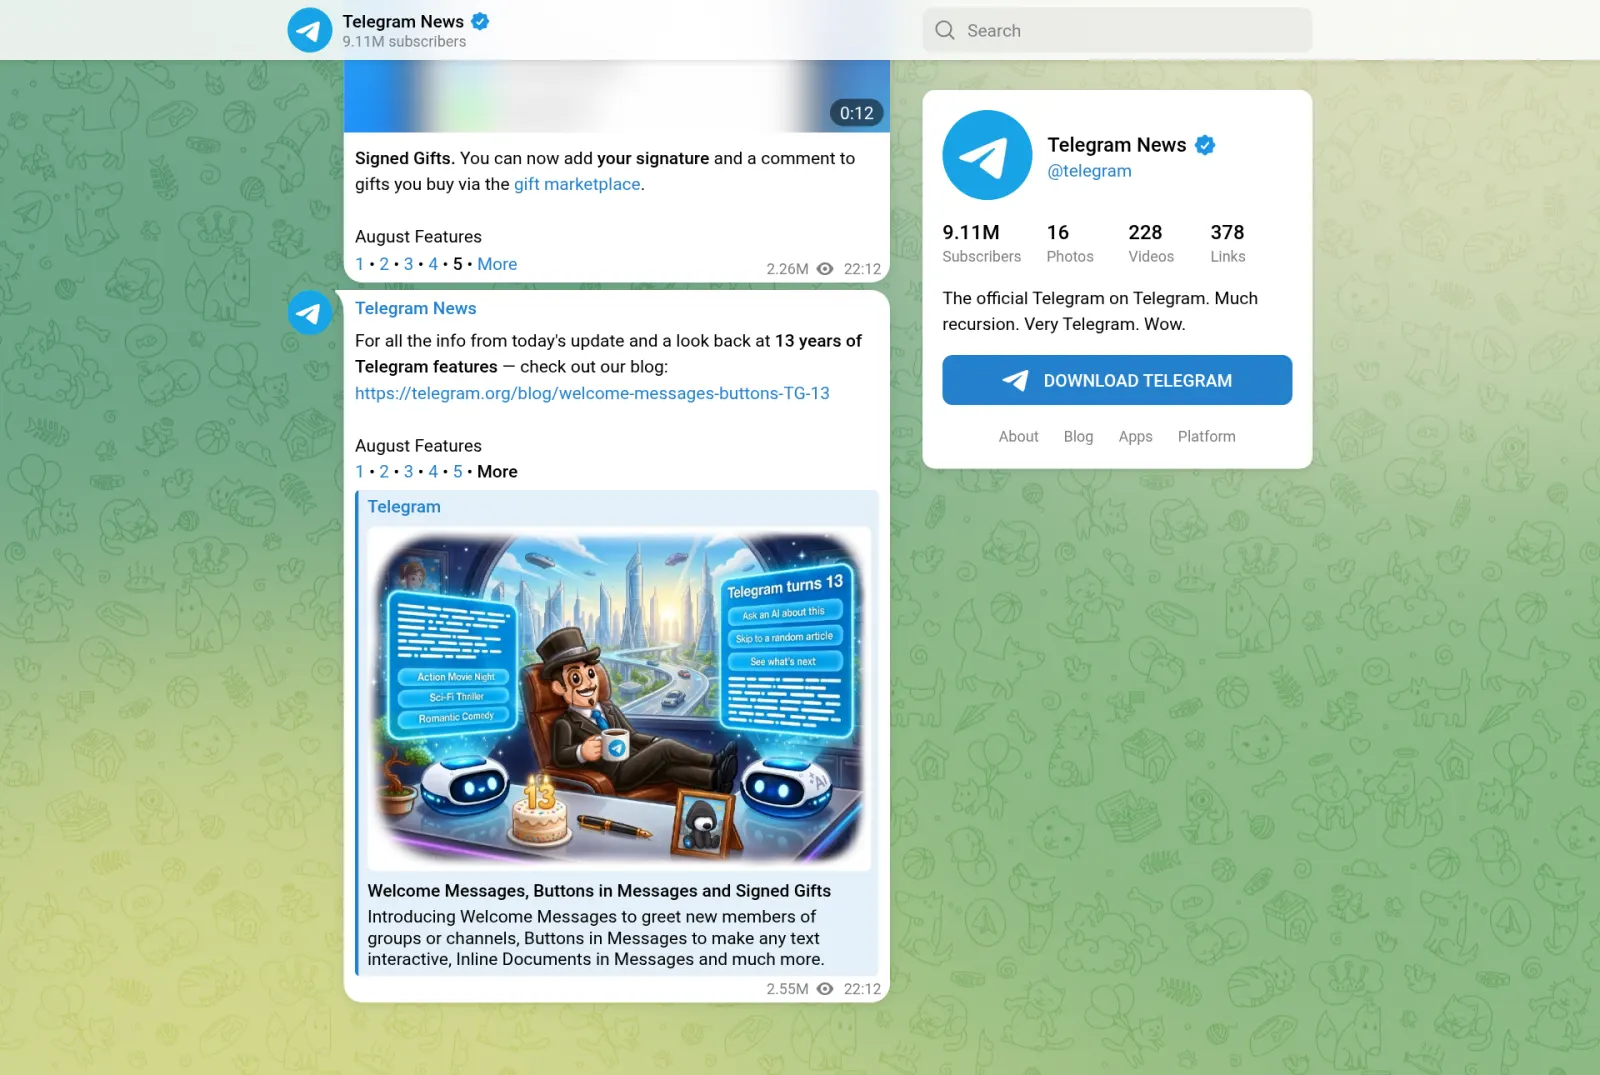 Telegram News
9.11M subscribers
Search
0:12
Signed Gifts. You can now add your signature and a comment to
gifts you buy via the gift marketplace.
August Features
1 • 2 • 3 • 4 • 5 • More
2.26M 22:12
Telegram News
For all the info from today's update and a look back at 13 years of
Telegram features — check out our blog:
https://telegram.org/blog/welcome-messages-buttons-TG-13
August Features
1 • 2 • 3 • 4 • 5 • More
Telegram
Telegram turns 13
Ask an AI about this
Skip to a random article
See what's next
Action Movie Night
Sci-Fi Thriller
Romantic Comedy
13
AI
Welcome Messages, Buttons in Messages and Signed Gifts
Introducing Welcome Messages to greet new members of
groups or channels, Buttons in Messages to make any text
interactive, Inline Documents in Messages and much more.
2.55M 22:12
Telegram News
@telegram
9.11M 16 228 378
Subscribers Photos Videos Links
The official Telegram on Telegram. Much
recursion. Very Telegram. Wow.
DOWNLOAD TELEGRAM
About Blog Apps Platform